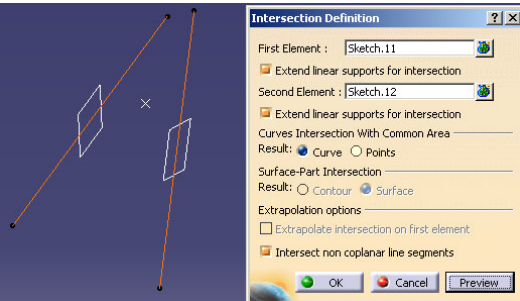 Intersection Definition
First Element : Sketch.11
Extend linear supports for intersection
Second Element : Sketch.12
Extend linear supports for intersection
Curves Intersection With Common Area
Result: Curve Points
Surface-Part Intersection
Result: Contour Surface
Extrapolation options
Extrapolate intersection on first element
Intersect non coplanar line segments
OK Cancel Preview